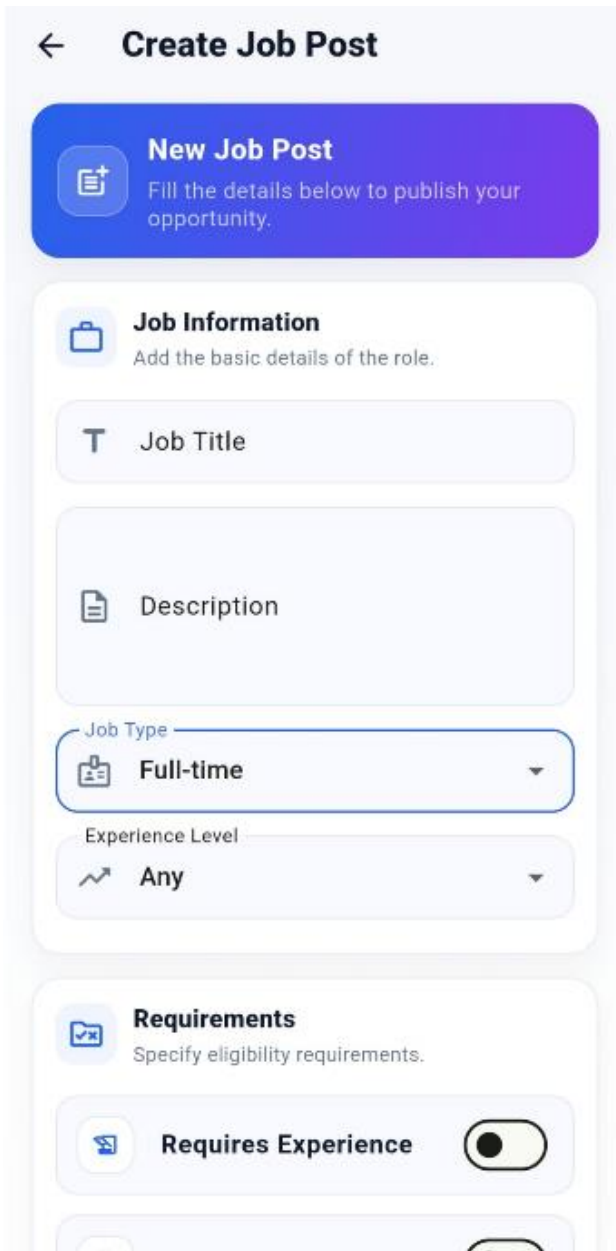 Create Job Post
New Job Post
Fill the details below to publish your
opportunity.
Job Information
Add the basic details of the role.
Job Title
Description
Job Type
Full-time
Experience Level
Any
Requirements
Specify eligibility requirements.
Requires Experience